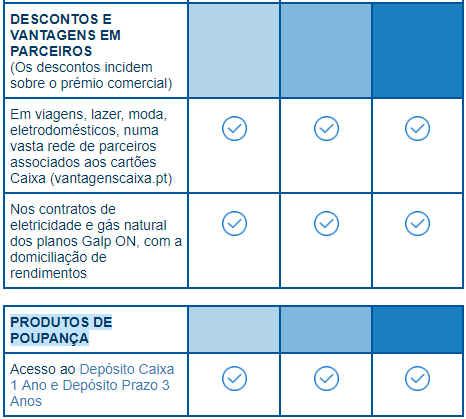 DESCONTOS E
VANTAGENS EM
PARCEIROS
(Os descontos incidem
sobre o prémio comercial)
Em viagens, lazer, moda,
eletrodomésticos, numa
vasta rede de parceiros
associados aos cartões
Caixa (vantagenscaixa.pt)
Nos contratos de
eletricidade e gás natural
dos planos Galp ON, com a
domiciliação de
rendimentos
PRODUTOS DE
POUPANÇA
Acesso ao Depósito Caixa
1 Ano e Depósito Prazo 3
Anos